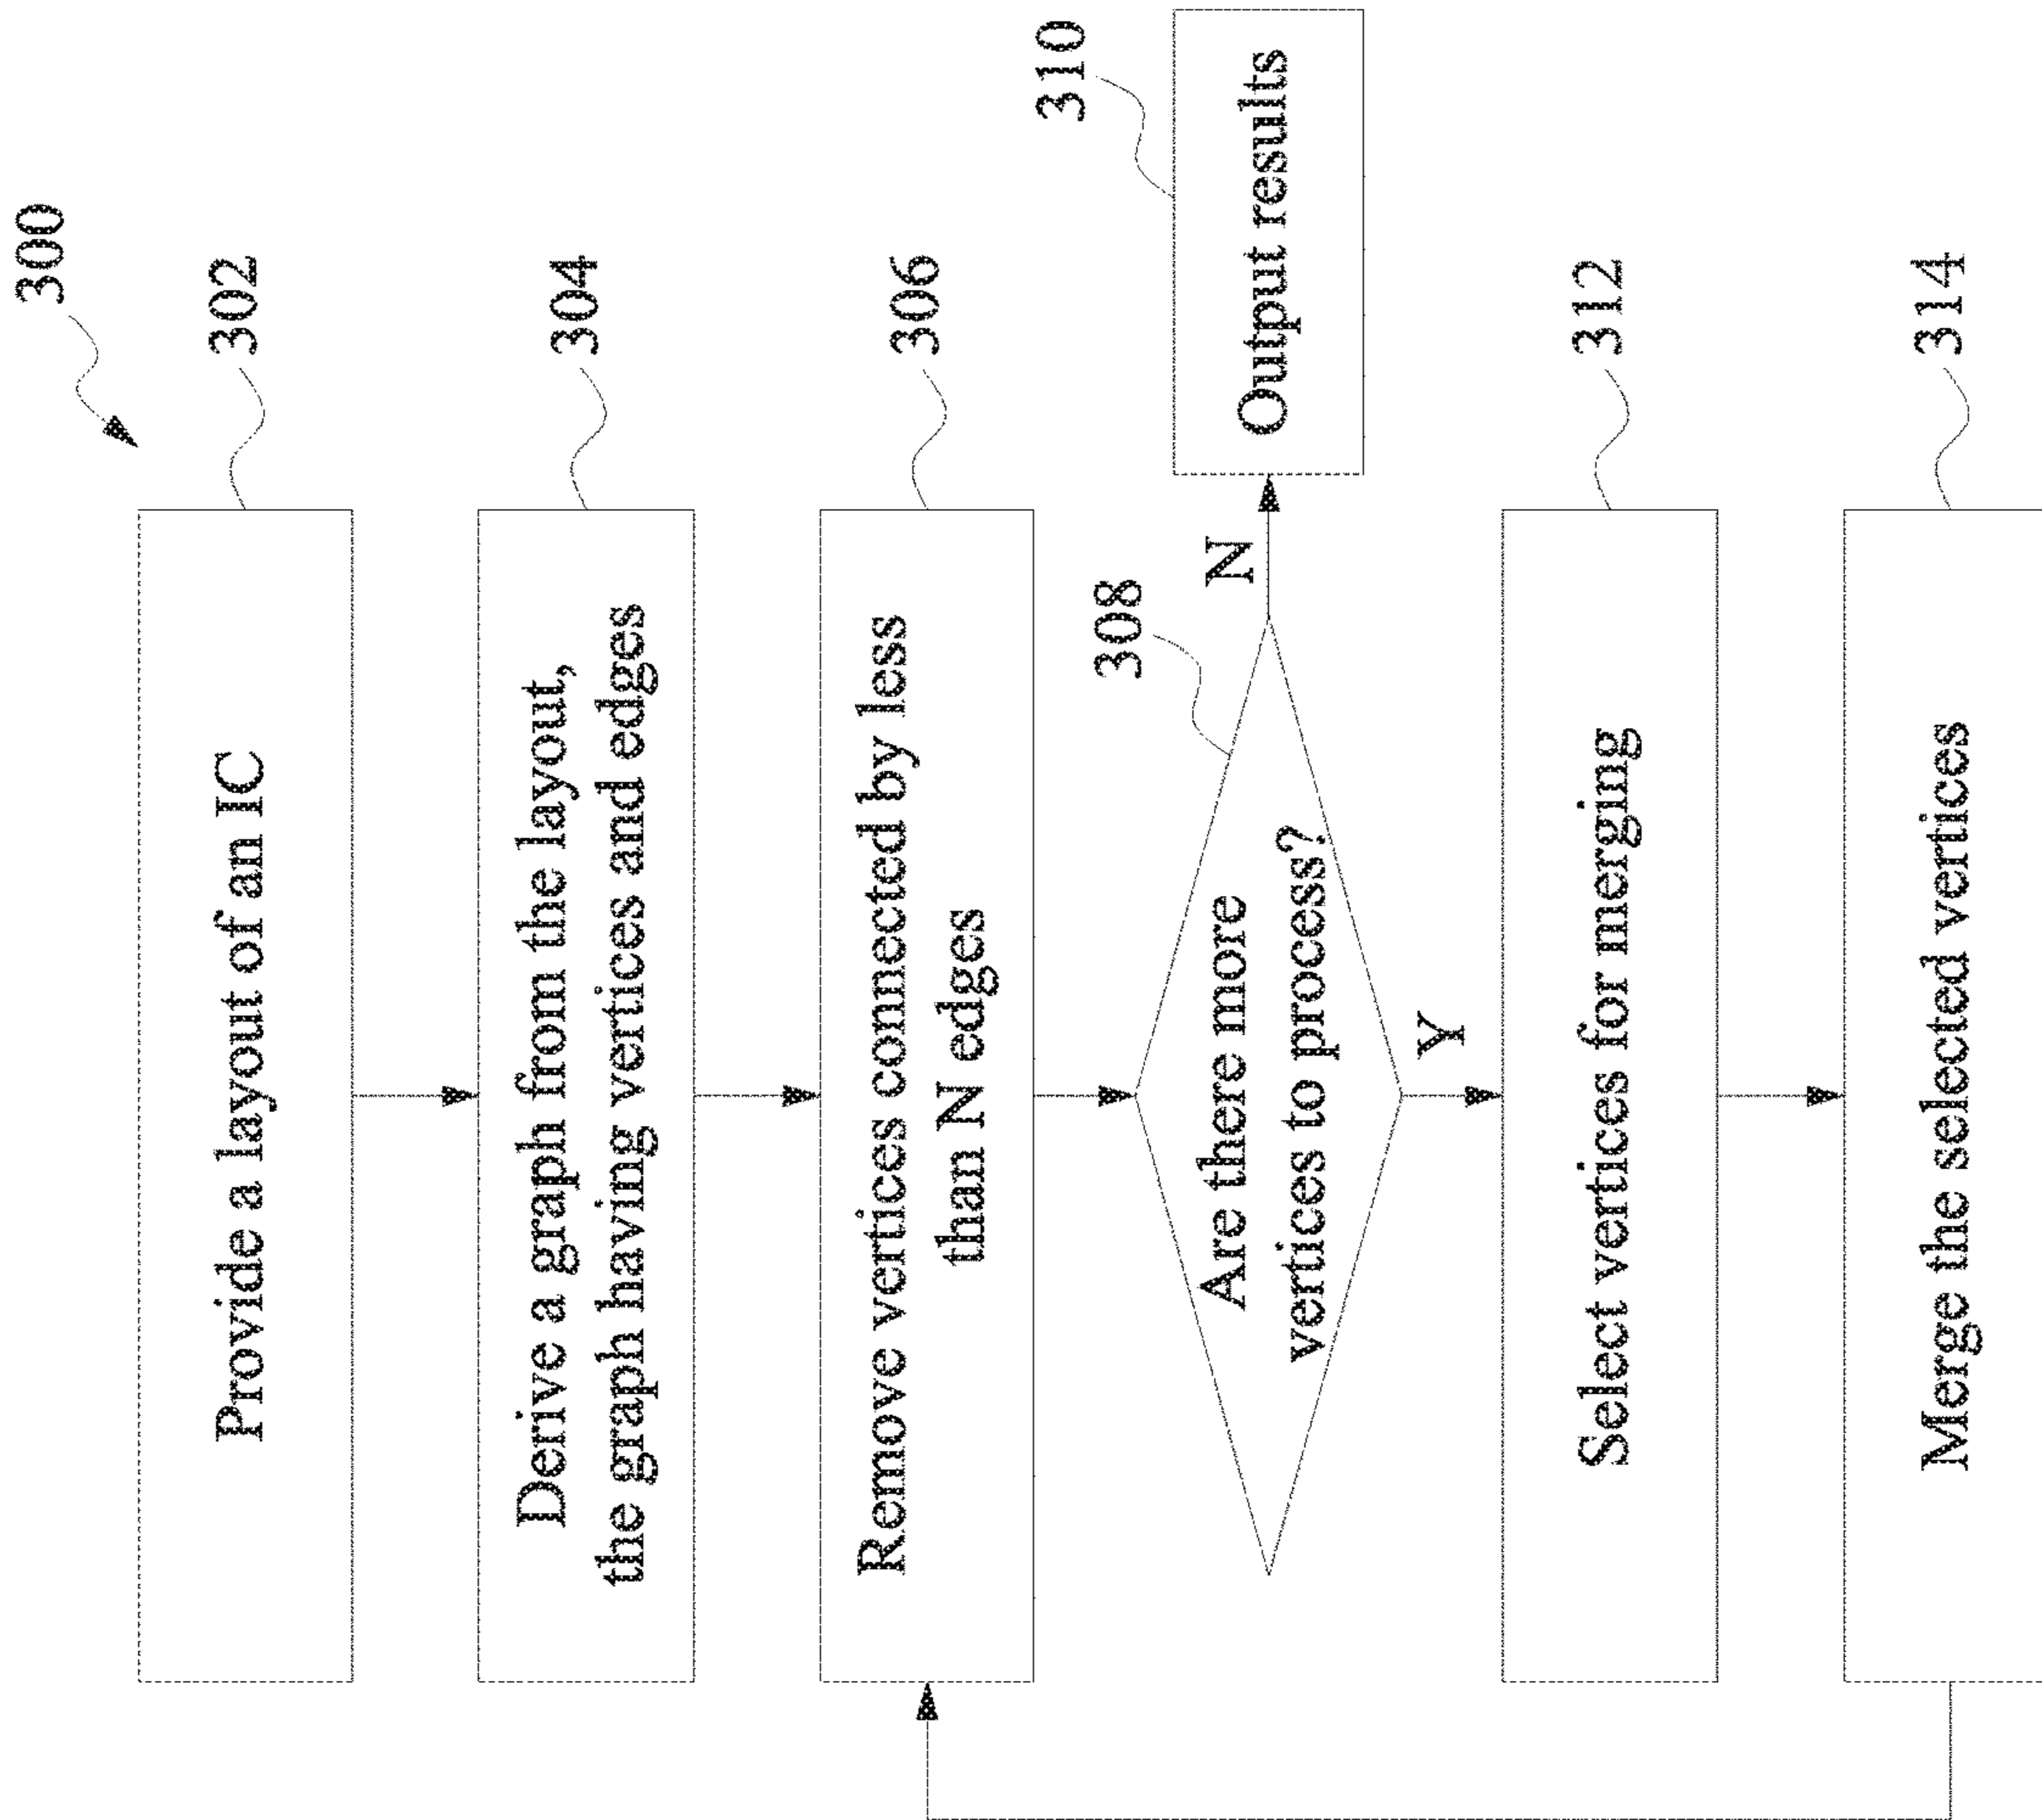 300
Provide a layout of an IC
302
Derive a graph from the layout,
the graph having vertices and edges
304
Remove vertices connected by less
than N edges
306
Are there more
vertices to process?
308
N
Output results
310
Y
Select vertices for merging
312
Merge the selected vertices
314